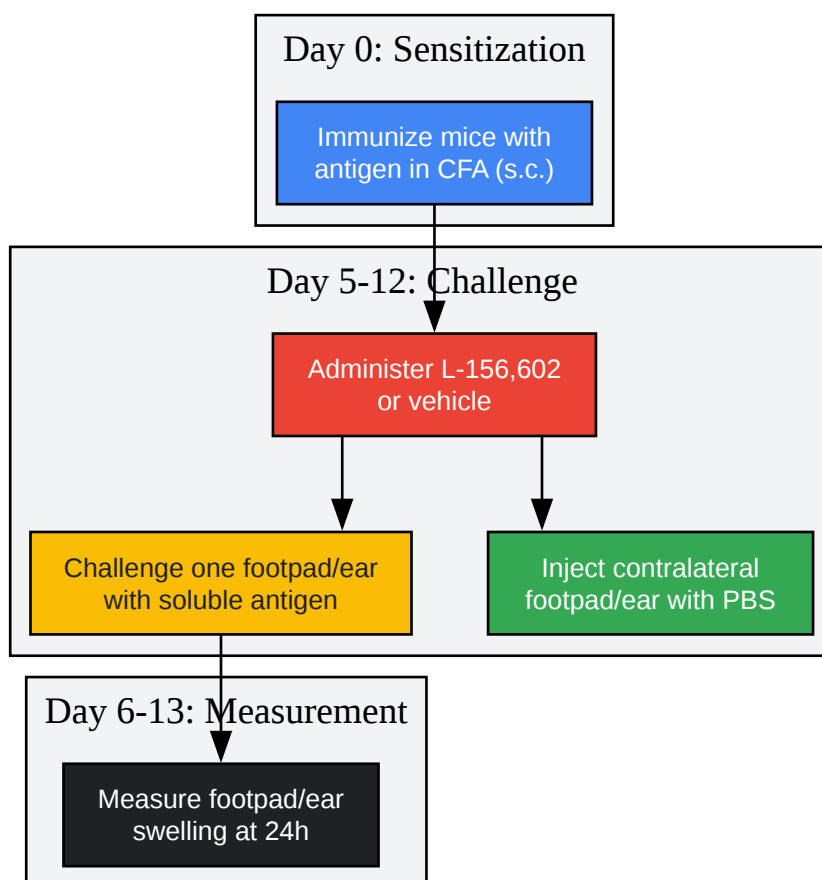 Day 0: Sensitization
Immunize mice with
antigen in CFA (s.c.)
Day 5-12: Challenge
Administer L-156,602
or vehicle
Challenge one footpad/ear
with soluble antigen
Inject contralateral
footpad/ear with PBS
Day 6-13: Measurement
Measure footpad/ear
swelling at 24h